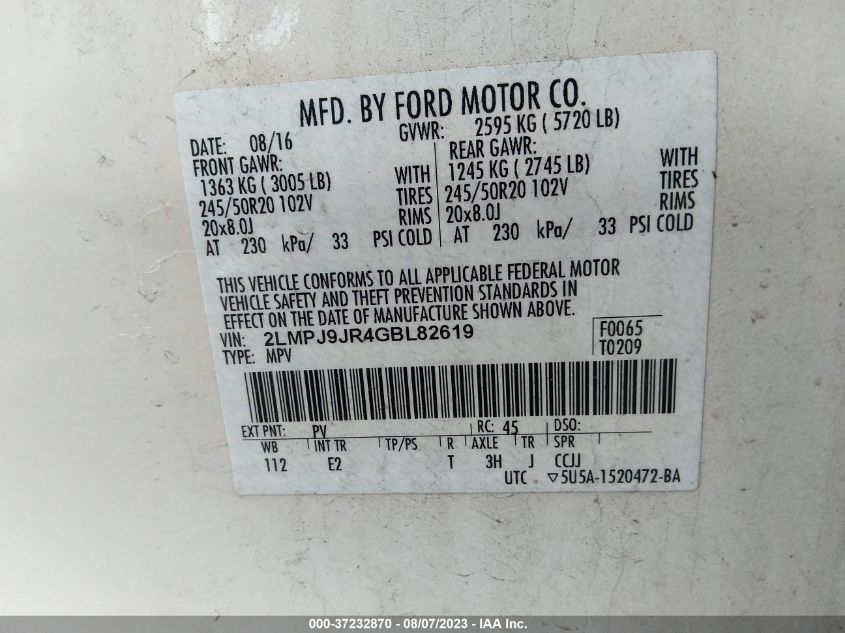 MFD. BY FORD MOTOR CO.
DATE: 08/16 GVWR: 2595 KG ( 5720 LB)
FRONT GAWR: REAR GAWR:
1363 KG ( 3005 LB) WITH 1245 KG ( 2745 LB) WITH
245/50R20 102V TIRES 245/50R20 102V TIRES
20x8.0J RIMS 20x8.0J RIMS
AT 230 kPa/ 33 PSI COLD AT 230 kPa/ 33 PSI COLD
THIS VEHICLE CONFORMS TO ALL APPLICABLE FEDERAL MOTOR
VEHICLE SAFETY AND THEFT PREVENTION STANDARDS IN
EFFECT ON THE DATE OF MANUFACTURE SHOWN ABOVE.
VIN: 2LMPJ9JR4GBL82619 F0065
TYPE: MPV T0209
EXT PNT: PV RC: 45 DSO:
WB INT TR TP/PS R AXLE TR SPR
112 E2 T 3H J CCJJ
UTC ▽5U5A-1520472-BA
000-37232870 - 08/07/2023 - IAA Inc.